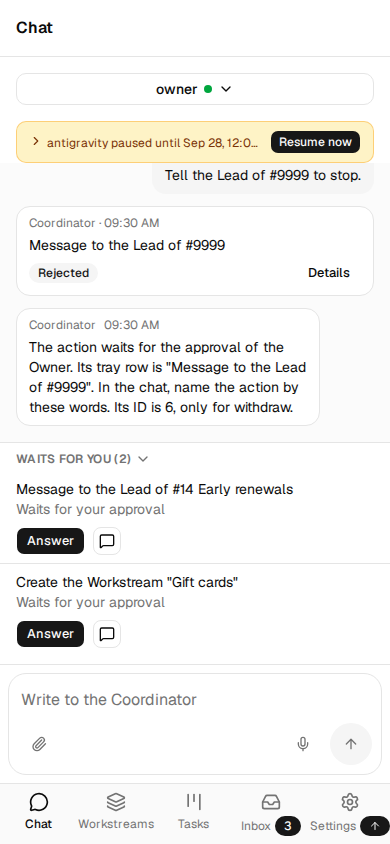 Chat
owner
antigravity paused until Sep 28, 12:0...
Resume now
Tell the Lead of #9999 to stop.
Coordinator · 09:30 AM
Message to the Lead of #9999
Rejected
Details
Coordinator 09:30 AM
The action waits for the approval of the
Owner. Its tray row is "Message to the Lead
of #9999". In the chat, name the action by
these words. Its ID is 6, only for withdraw.
WAITS FOR YOU (2)
Message to the Lead of #14 Early renewals
Waits for your approval
Answer
Create the Workstream "Gift cards"
Waits for your approval
Answer
Write to the Coordinator
Chat
Workstreams
Tasks
Inbox 3
Settings